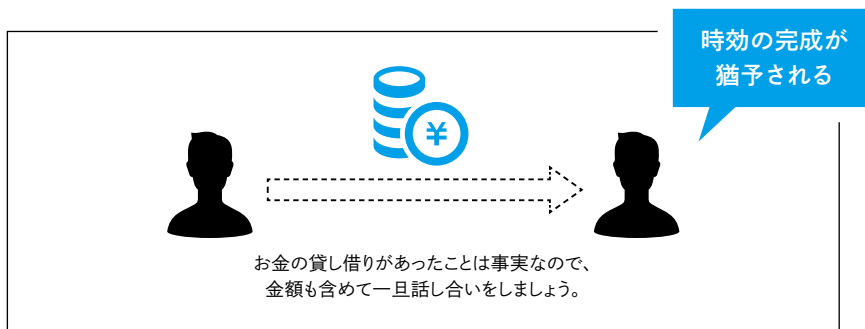 時効の完成が
猶予される
¥
お金の貸し借りがあったことは事実なので、
金額も含めて一旦話し合いをしましょう。